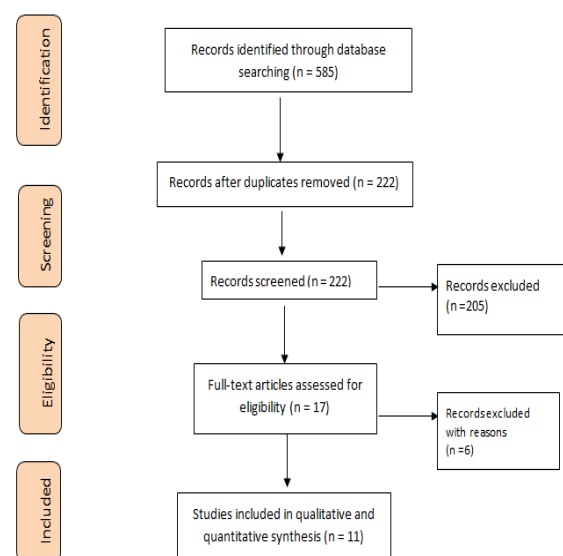 Identification
Records identified through database
searching (n = 585)
Records after duplicates removed (n = 222)
Screening
Records screened (n = 222)
Records excluded
(n =205)
Eligibility
Full-text articles assessed for
eligibility (n = 17)
Records excluded
with reasons
(n =6)
Included
Studies included in qualitative and
quantitative synthesis (n = 11)